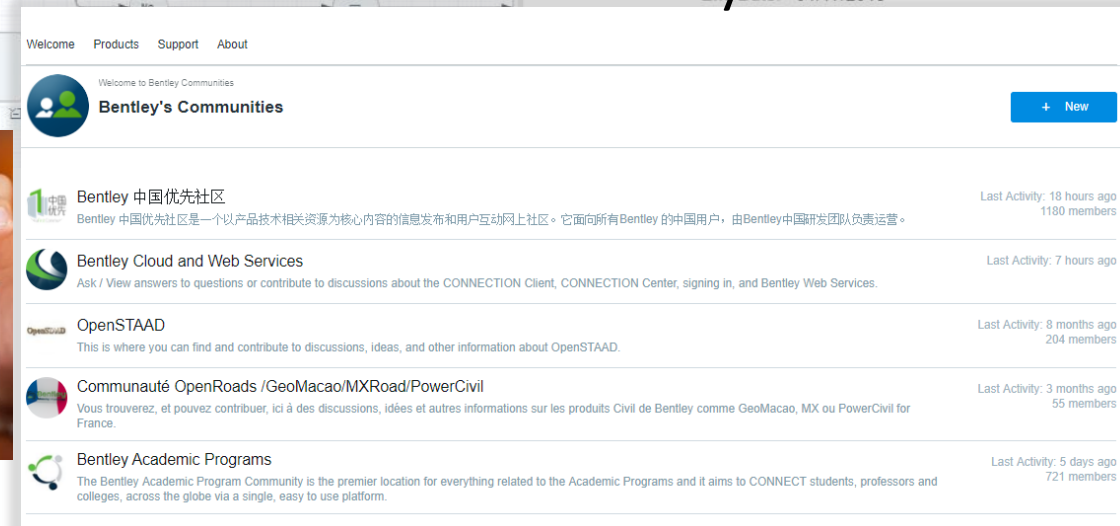 Welcome Products Support About
Welcome to Bentley Communities
Bentley's Communities
+ New
中国
优先
Bentley 中国优先社区
Last Activity: 18 hours ago
Bentley 中国优先社区是一个以产品技术相关资源为核心内容的信息发布和用户互动网上社区。它面向所有Bentley 的中国用户，由Bentley中国研发团队负责运营。
1180 members
Bentley Cloud and Web Services
Last Activity: 7 hours ago
Ask / View answers to questions or contribute to discussions about the CONNECTION Client, CONNECTION Center, signing in, and Bentley Web Services.
OpenSTAAD
OpenSTAAD
Last Activity: 8 months ago
This is where you can find and contribute to discussions, ideas, and other information about OpenSTAAD.
204 members
Communauté OpenRoads /GeoMacao/MXRoad/PowerCivil
Last Activity: 3 months ago
Vous trouverez, et pouvez contribuer, ici à des discussions, idèes et autres informations sur les produits Civil de Bentley comme GeoMacao, MX ou PowerCivil for
55 members
France.
Bentley Academic Programs
Last Activity: 5 days ago
The Bentley Academic Program Community is the premier location for everything related to the Academic Programs and it aims to CONNECT students, professors and
721 members
colleges, across the globe via a single, easy to use platform.